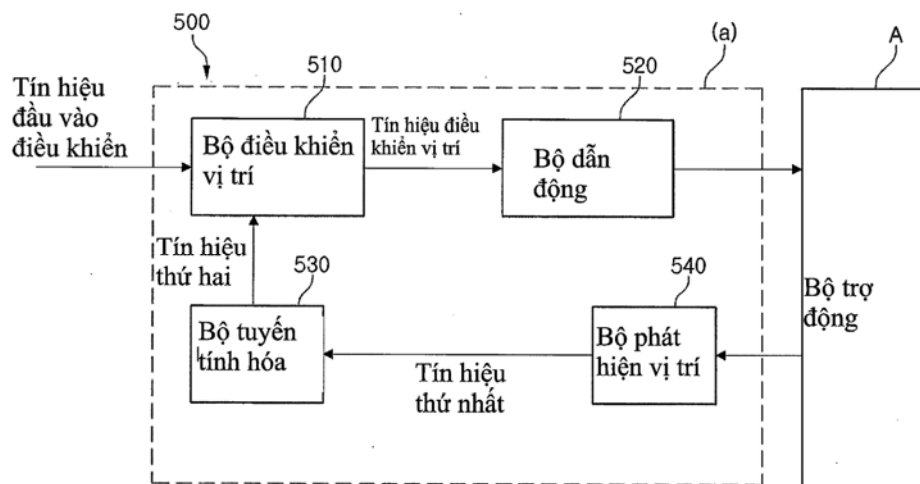 500
(a)
A
Tín hiệu
đầu vào
điều khiển
510
520
Bộ điều khiển
vị trí
Tín hiệu điều
khiển vị trí
Bộ dẫn
động
Tín hiệu
thứ hai
530
540
Bộ tuyến
tính hóa
Tín hiệu
thứ nhất
Bộ phát
hiện vị trí
Bộ trợ
động